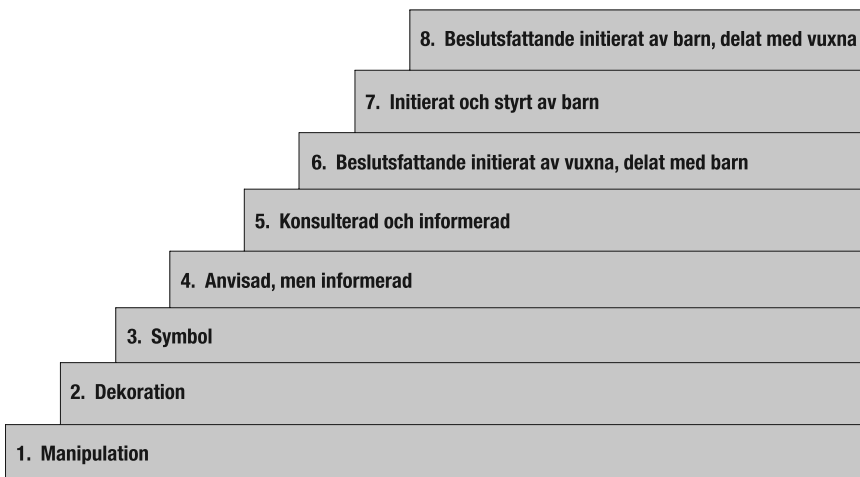 8. Beslutsfattande initierat av barn, delat med vuxna
7. Initierat och styrt av barn
6. Beslutsfattande initierat av vuxna, delat med barn
5. Konsulterad och informerad
4. Anvisad, men informerad
3. Symbol
2. Dekoration
1. Manipulation